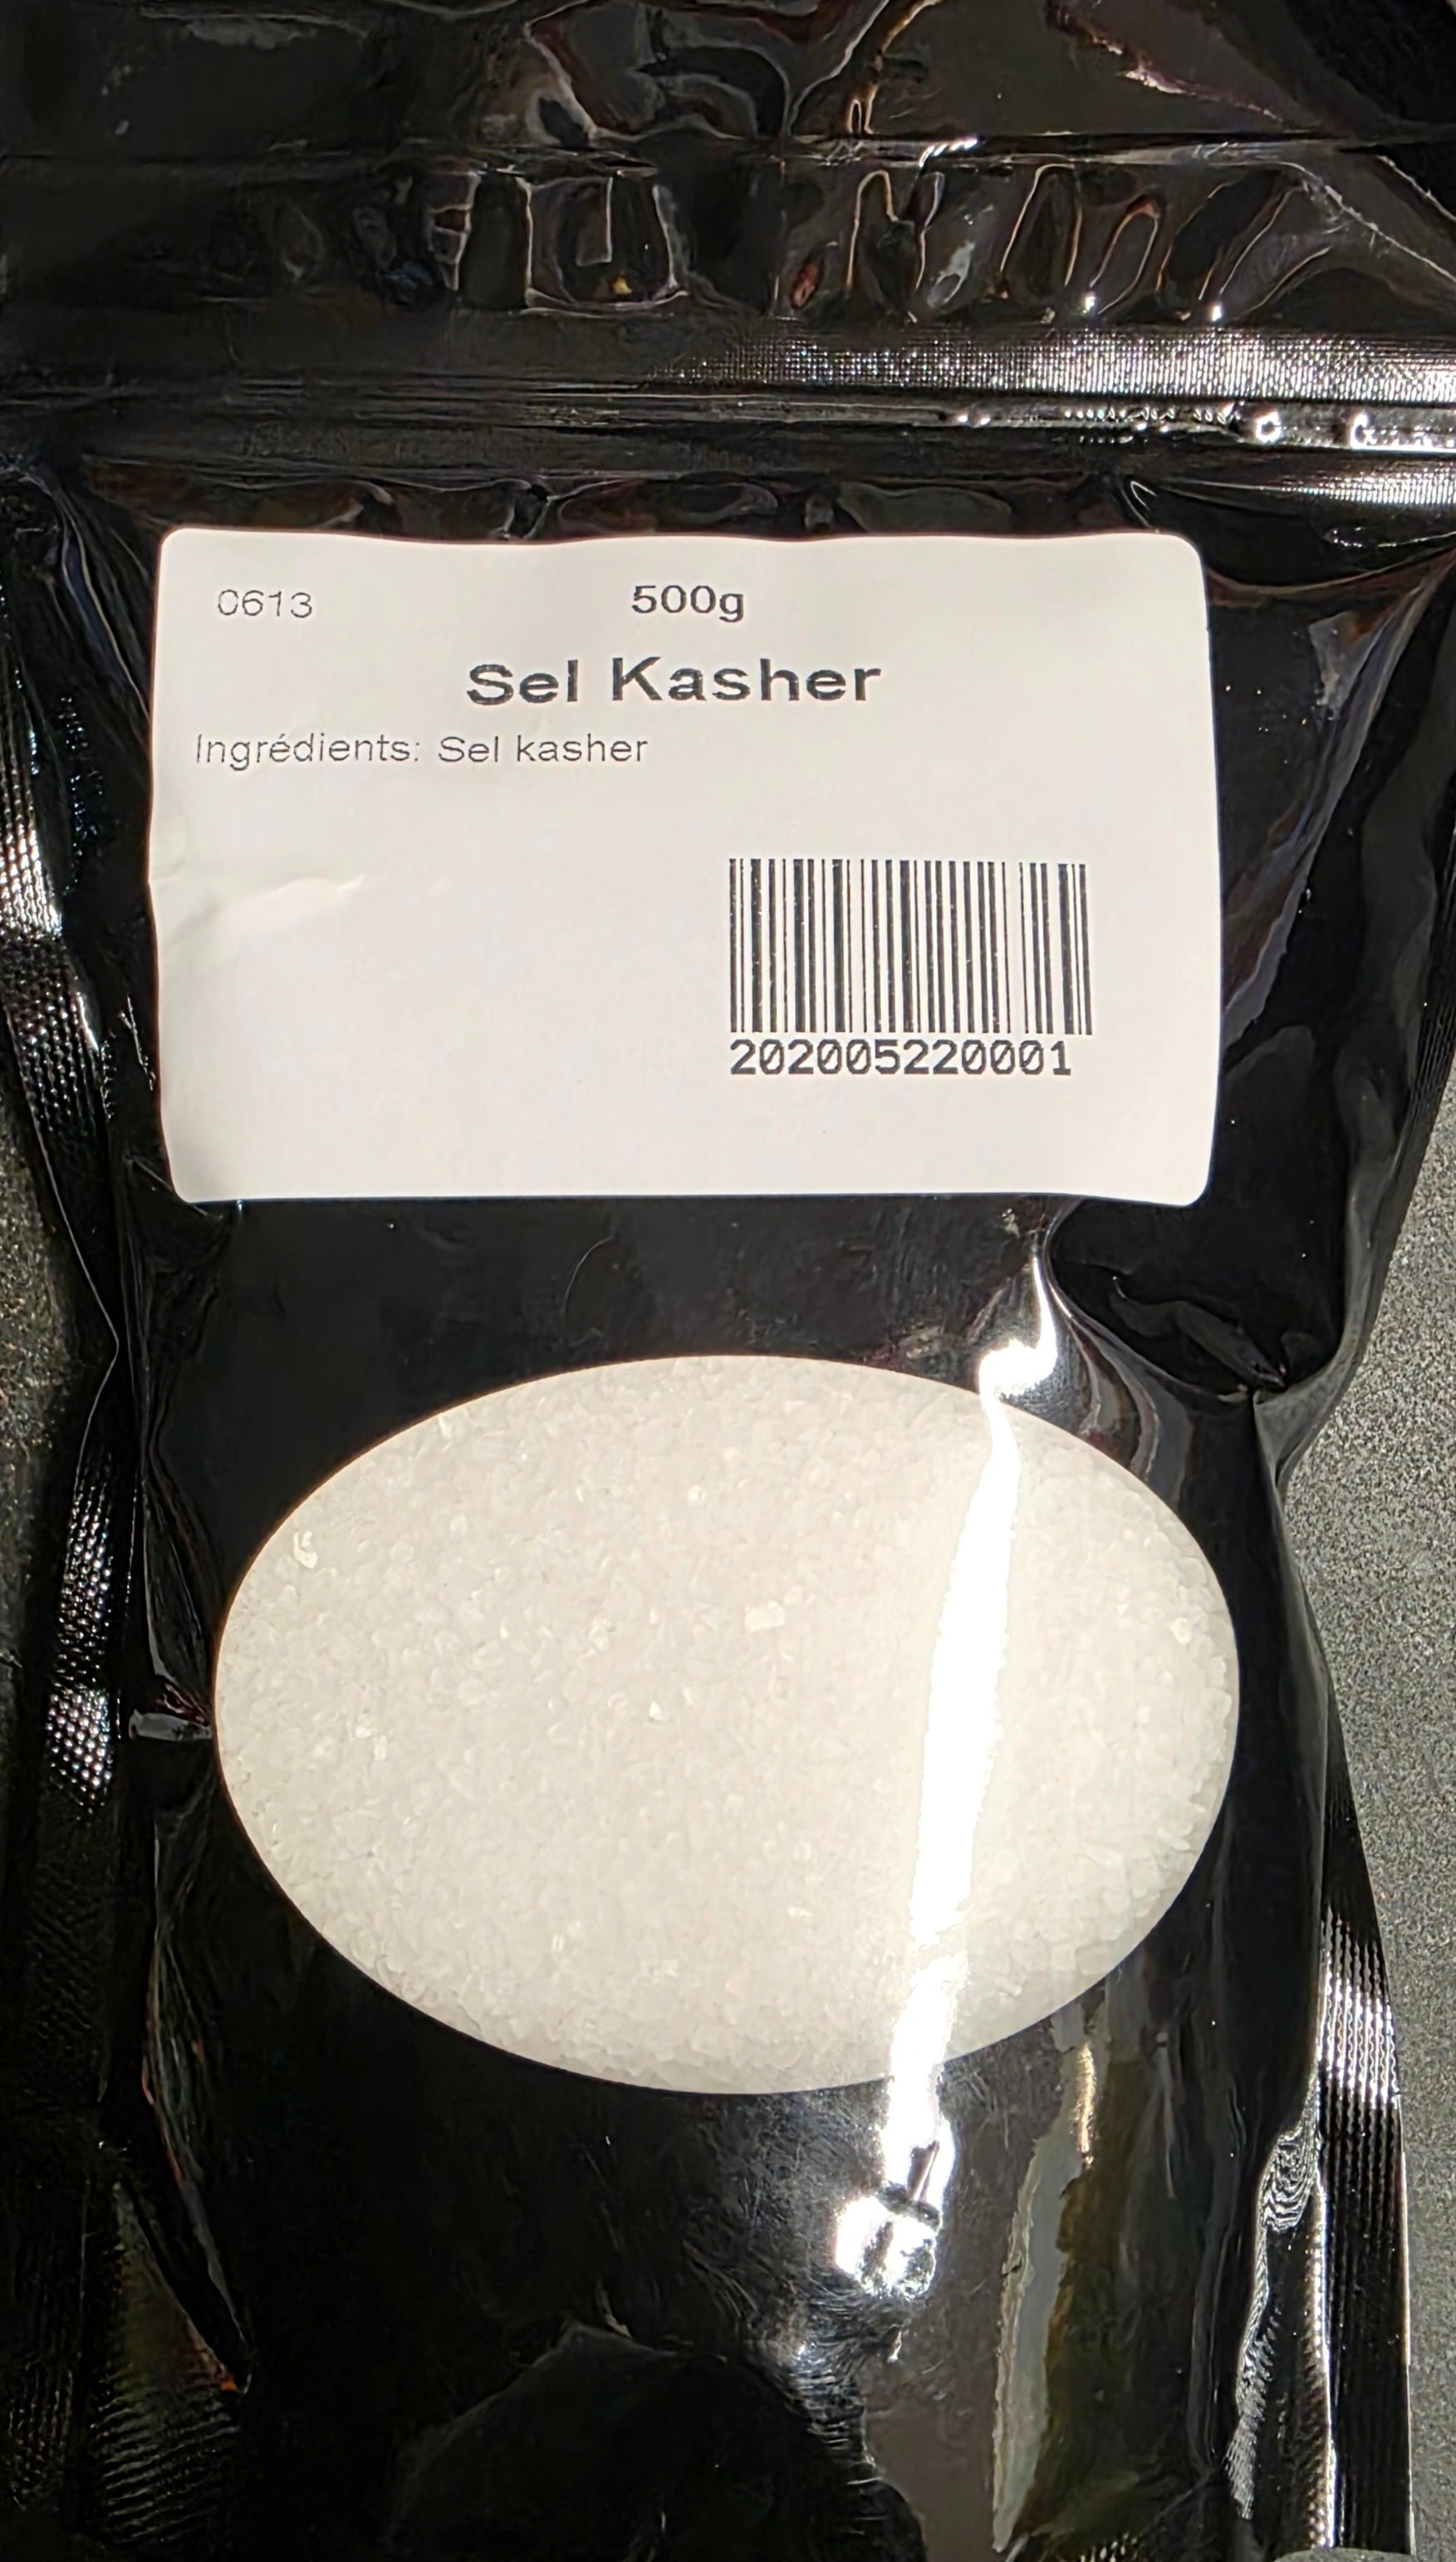 0613 500g
Sel Kasher
Ingrédients: Sel kasher
202005220001